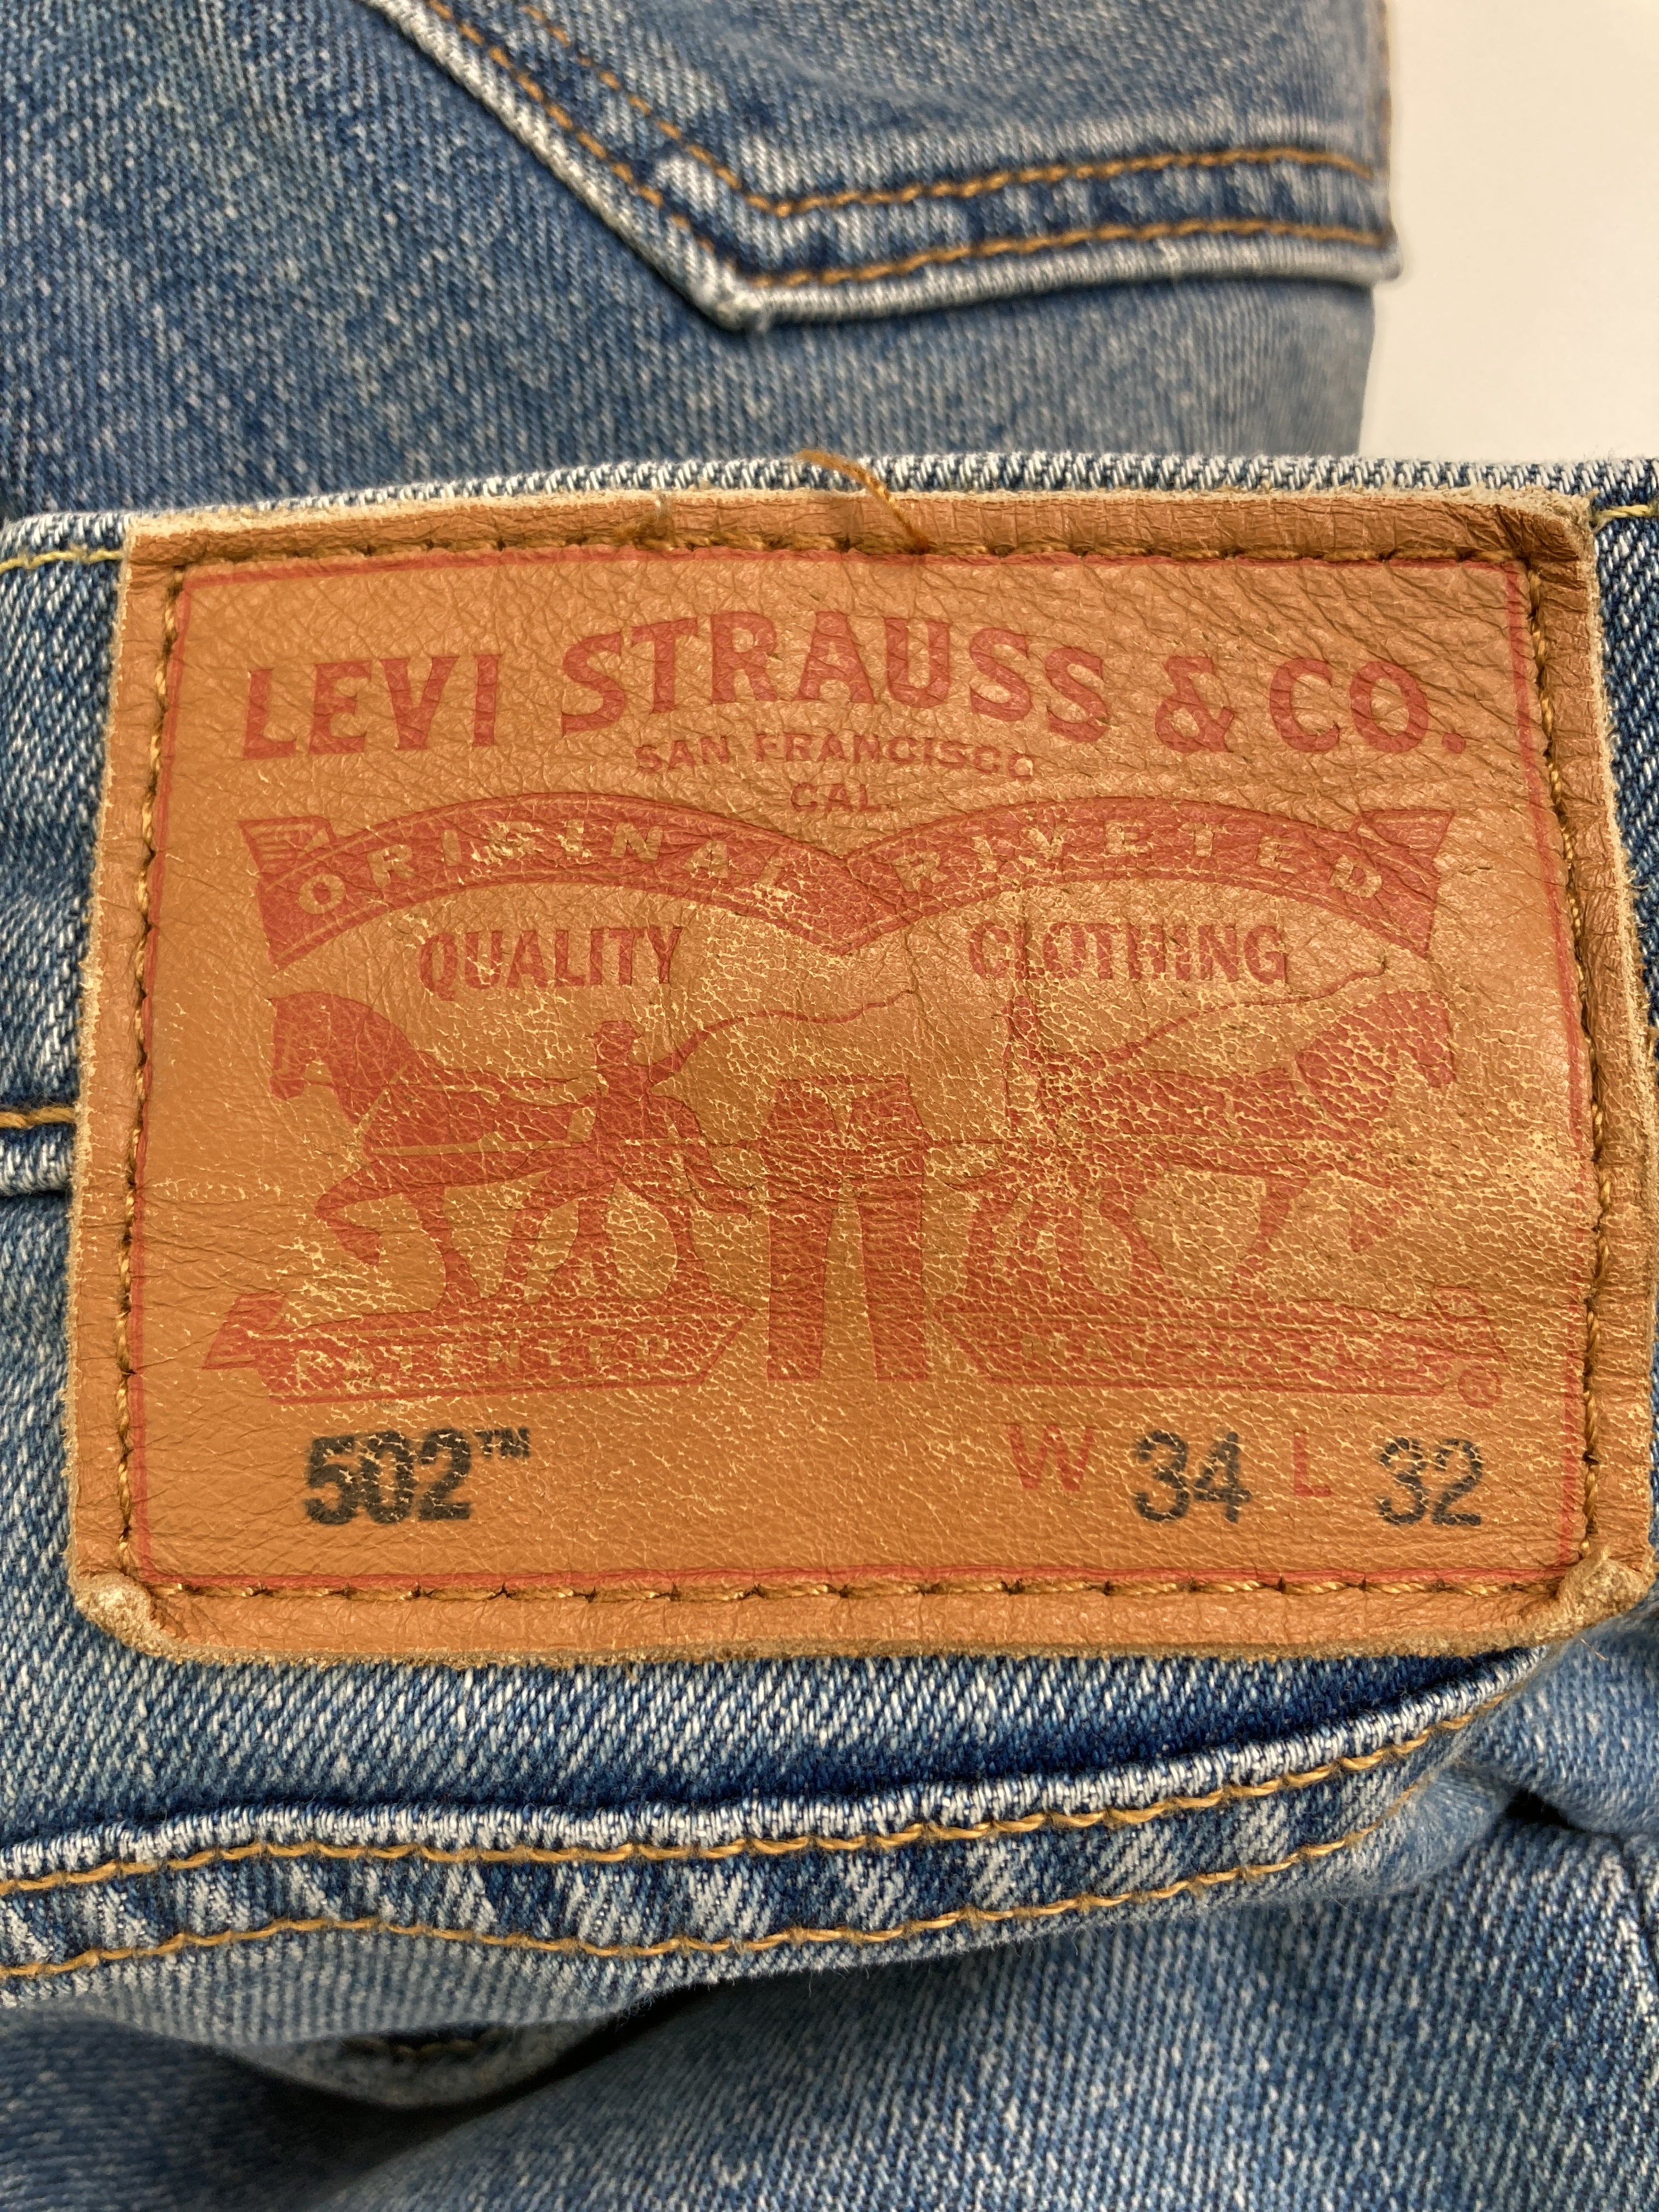 LEVI STRAUSS & CO.
SAN FRANCISCO
CAL.
ORIGINAL RIVETED
QUALITY CLOTHING
®
502™ W 34 L 32